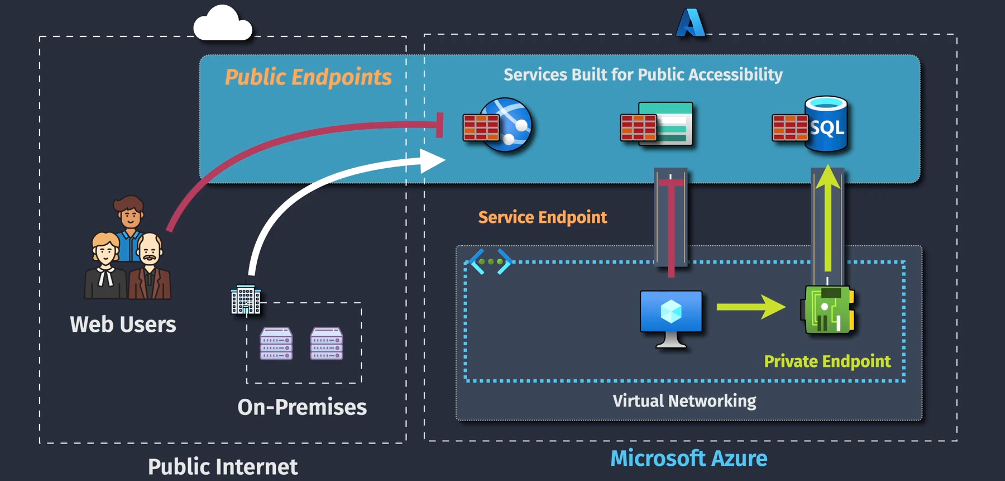 Public Endpoints
Services Built for Public Accessibility
SQL
Service Endpoint
Web Users
Private Endpoint
Virtual Networking
On-Premises
Microsoft Azure
Public Internet